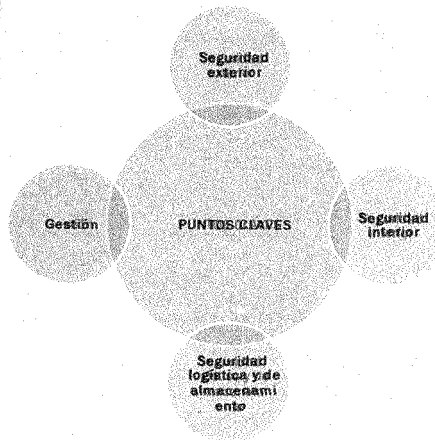 Seguridad
exterior
Gestión
PUNTOS CLAVES
Seguridad
interior
Seguridad
logística y de
almacenami
ento